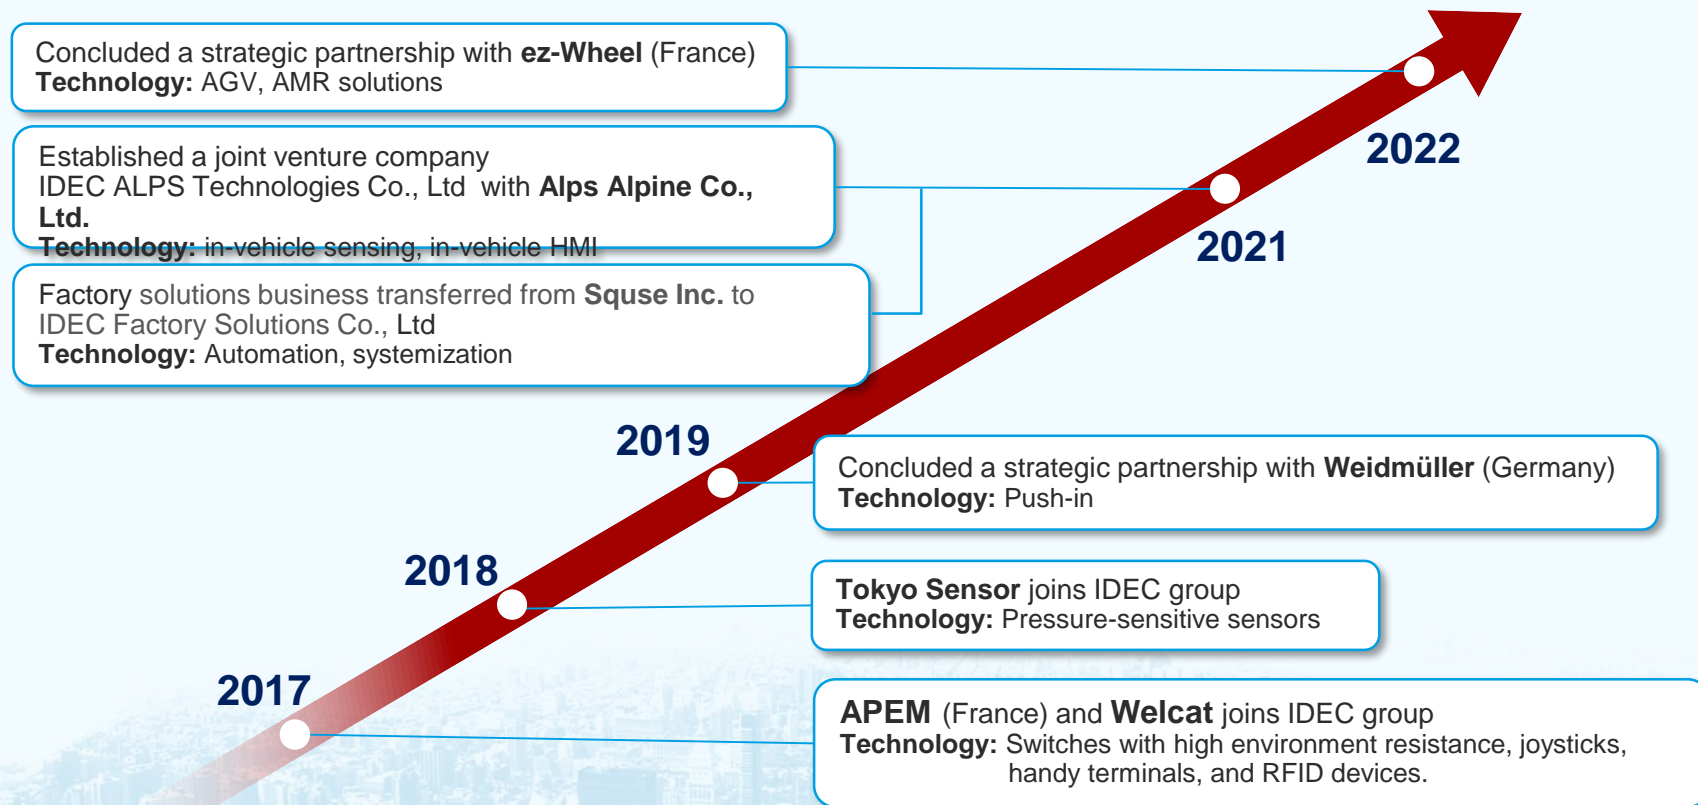 Concluded a strategic partnership with ez-Wheel (France)
Technology: AGV, AMR solutions
2022
Established a joint venture company
IDEC ALPS Technologies Co., Ltd with Alps Alpine Co.,
Ltd.
Technology: in-vehicle sensing, in-vehicle HMI
2021
Factory solutions business transferred from Squse Inc. to
IDEC Factory Solutions Co., Ltd
Technology: Automation, systemization
2019
Concluded a strategic partnership with Weidmüller (Germany)
Technology: Push-in
2018
Tokyo Sensor joins IDEC group
Technology: Pressure-sensitive sensors
2017
APEM (France) and Welcat joins IDEC group
Technology: Switches with high environment resistance, joysticks,
handy terminals, and RFID devices.